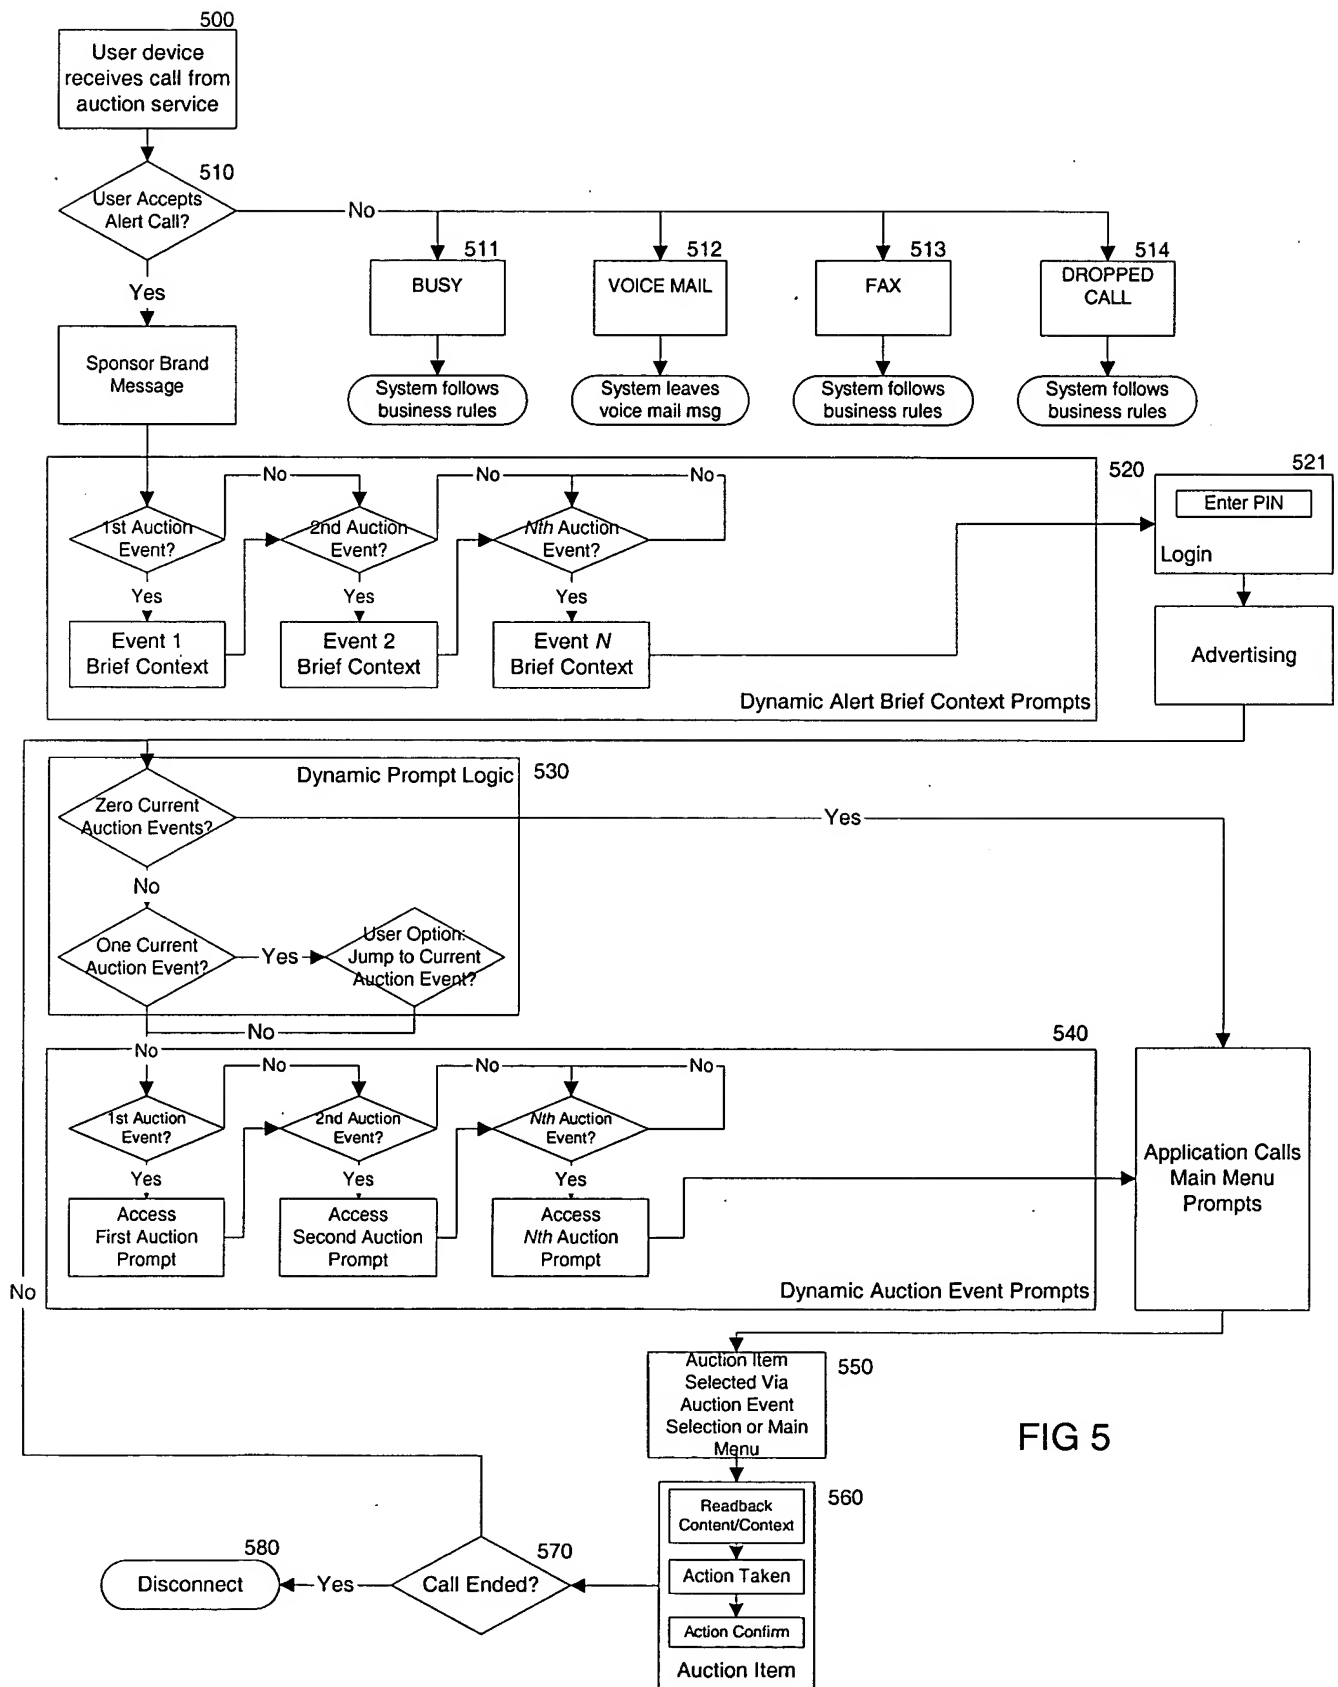 500
User device
receives call from
auction service
510
User Accepts
Alert Call?
No
511
BUSY
512
VOICE MAIL
513
FAX
514
DROPPED
CALL
Yes
Sponsor Brand
Message
System follows
business rules
System leaves
voice mail msg
System follows
business rules
System follows
business rules
520
No
No
No
1st Auction
Event?
2nd Auction
Event?
Nth Auction
Event?
Yes
Yes
Yes
Event 1
Brief Context
Event 2
Brief Context
Event N
Brief Context
Dynamic Alert Brief Context Prompts
521
Enter PIN
Login
Advertising
Dynamic Prompt Logic
530
Zero Current
Auction Events?
Yes
No
One Current
Auction Event?
Yes
User Option:
Jump to Current
Auction Event?
No
No
540
No
No
No
1st Auction
Event?
2nd Auction
Event?
Nth Auction
Event?
Yes
Yes
Yes
Access
First Auction
Prompt
Access
Second Auction
Prompt
Access
Nth Auction
Prompt
Dynamic Auction Event Prompts
Application Calls
Main Menu
Prompts
No
550
Auction Item
Selected Via
Auction Event
Selection or Main
Menu
FIG 5
560
Readback
Content/Context
Action Taken
Action Confirm
Auction Item
570
Call Ended?
Yes
580
Disconnect